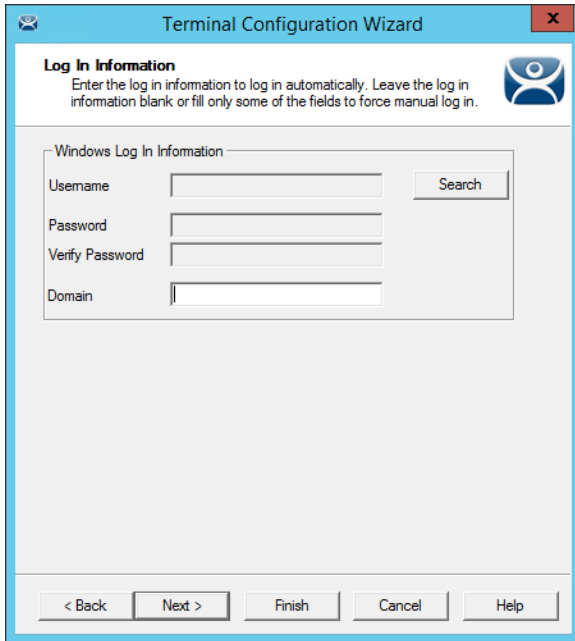 Terminal Configuration Wizard
x
Log In Information
Enter the log in information to log in automatically. Leave the log in
information blank or fill only some of the fields to force manual log in.
Windows Log In Information
Username
Search
Password
Verify Password
Domain
< Back
Next >
Finish
Cancel
Help